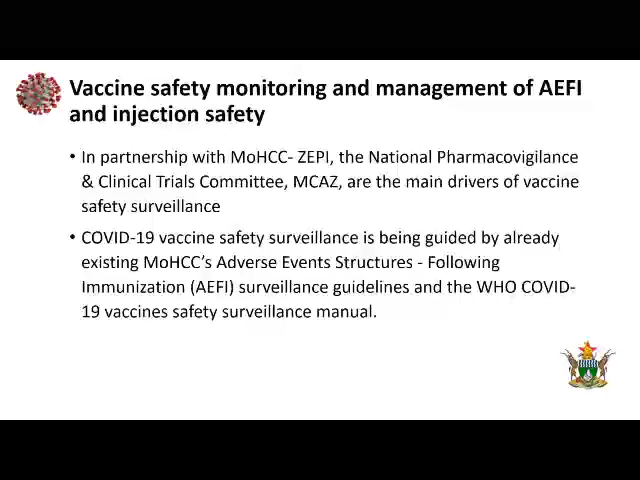 Vaccine safety monitoring and management of AEFI
and injection safety
• In partnership with MoHCC- ZEPI, the National Pharmacovigilance
& Clinical Trials Committee, MCAZ, are the main drivers of vaccine
safety surveillance
• COVID-19 vaccine safety surveillance is being guided by already
existing MoHCC's Adverse Events Structures - Following
Immunization (AEFI) surveillance guidelines and the WHO COVID-
19 vaccines safety surveillance manual.